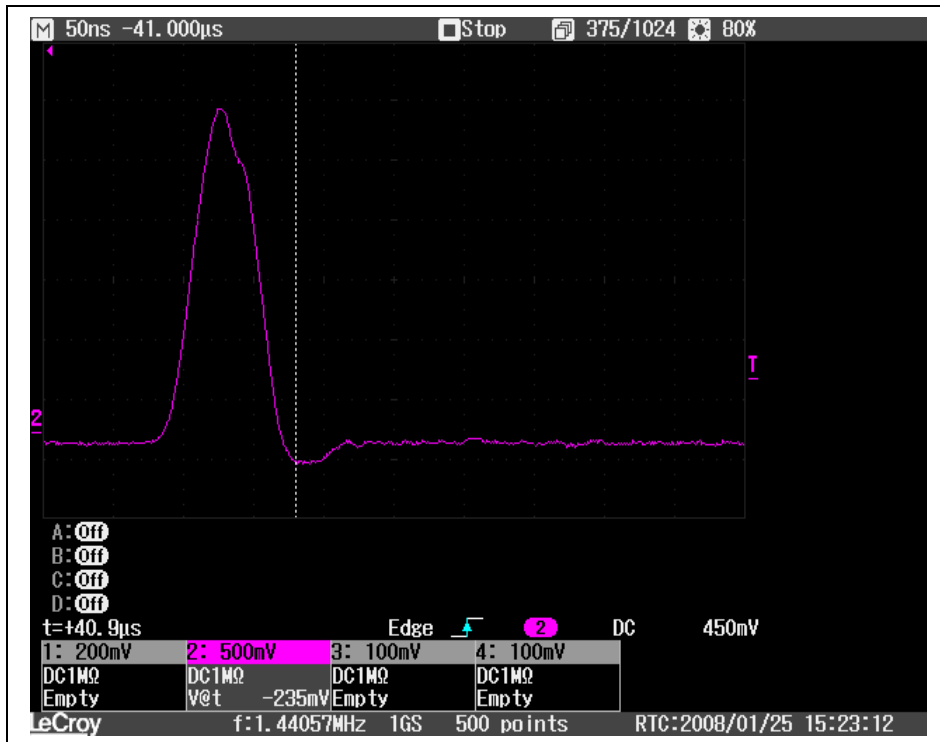 M 50ns -41.000µs Stop 375/1024 80%
T
2
A:Off
B:Off
C:Off
D:Off
t=+40.9µs Edge 2 DC 450mV
1: 200mV 2: 500mV 3: 100mV 4: 100mV
DC1MΩ DC1MΩ DC1MΩ DC1MΩ
Empty V@t -235mV Empty Empty
LeCroy f:1.44057MHz 1GS 500 points RTC:2008/01/25 15:23:12